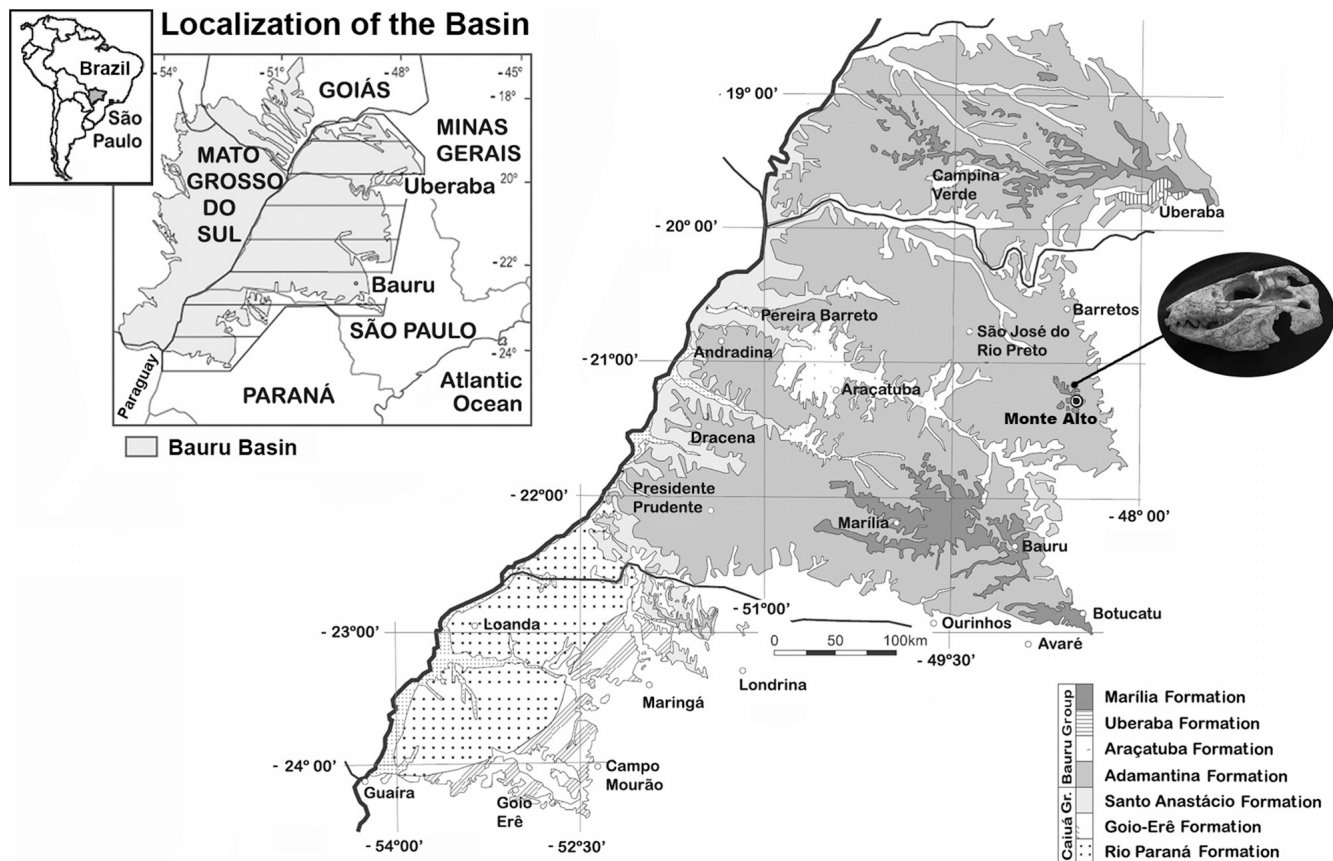 Localization of the Basin
Brazil
São
Paulo
- 54°
- 51°
- 48°
- 45°
- 18°
GOIÁS
MINAS
GERAIS
MATO
GROSSO
DO
SUL
Uberaba
- 20°
- 22°
Bauru
SÃO PAULO
- 24°
Paraguay
PARANÁ
Atlantic
Ocean
Bauru Basin
- 19° 00'
Campina
Verde
Uberaba
- 20° 00'
Pereira Barreto
Barretos
São José do
Rio Preto
Andradina
- 21°00'
Araçatuba
Monte Alto
Dracena
Presidente
Prudente
- 22°00'
- 48°00'
Marília
Bauru
- 51°00'
Botucatu
Loanda
Ourinhos
- 23°00'
0 50 100km
Avaré
- 49°30'
Londrina
Maringá
- 24° 00'
Campo
Mourão
Guaíra
Goio
Erê
- 54°00'
- 52°30'
Bauru Group
Caiuá Gr.
Marília Formation
Uberaba Formation
Araçatuba Formation
Adamantina Formation
Santo Anastácio Formation
Goio-Erê Formation
Rio Paraná Formation